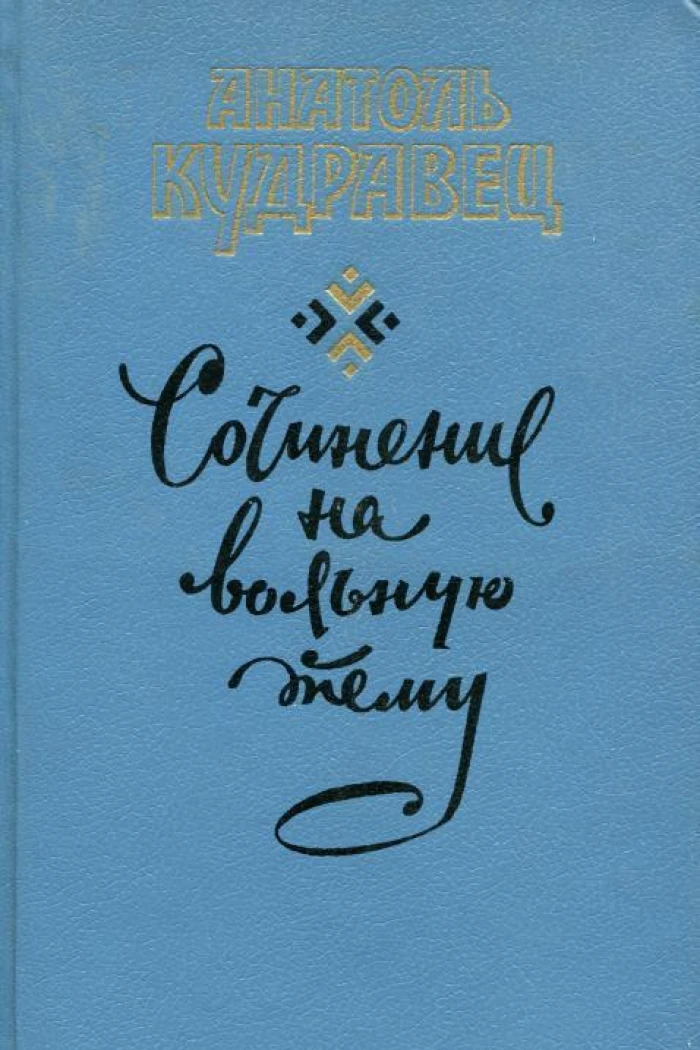 АНАТОЛЬ
КУДРАВЕЦ
Сочинение
на
вольную
тему